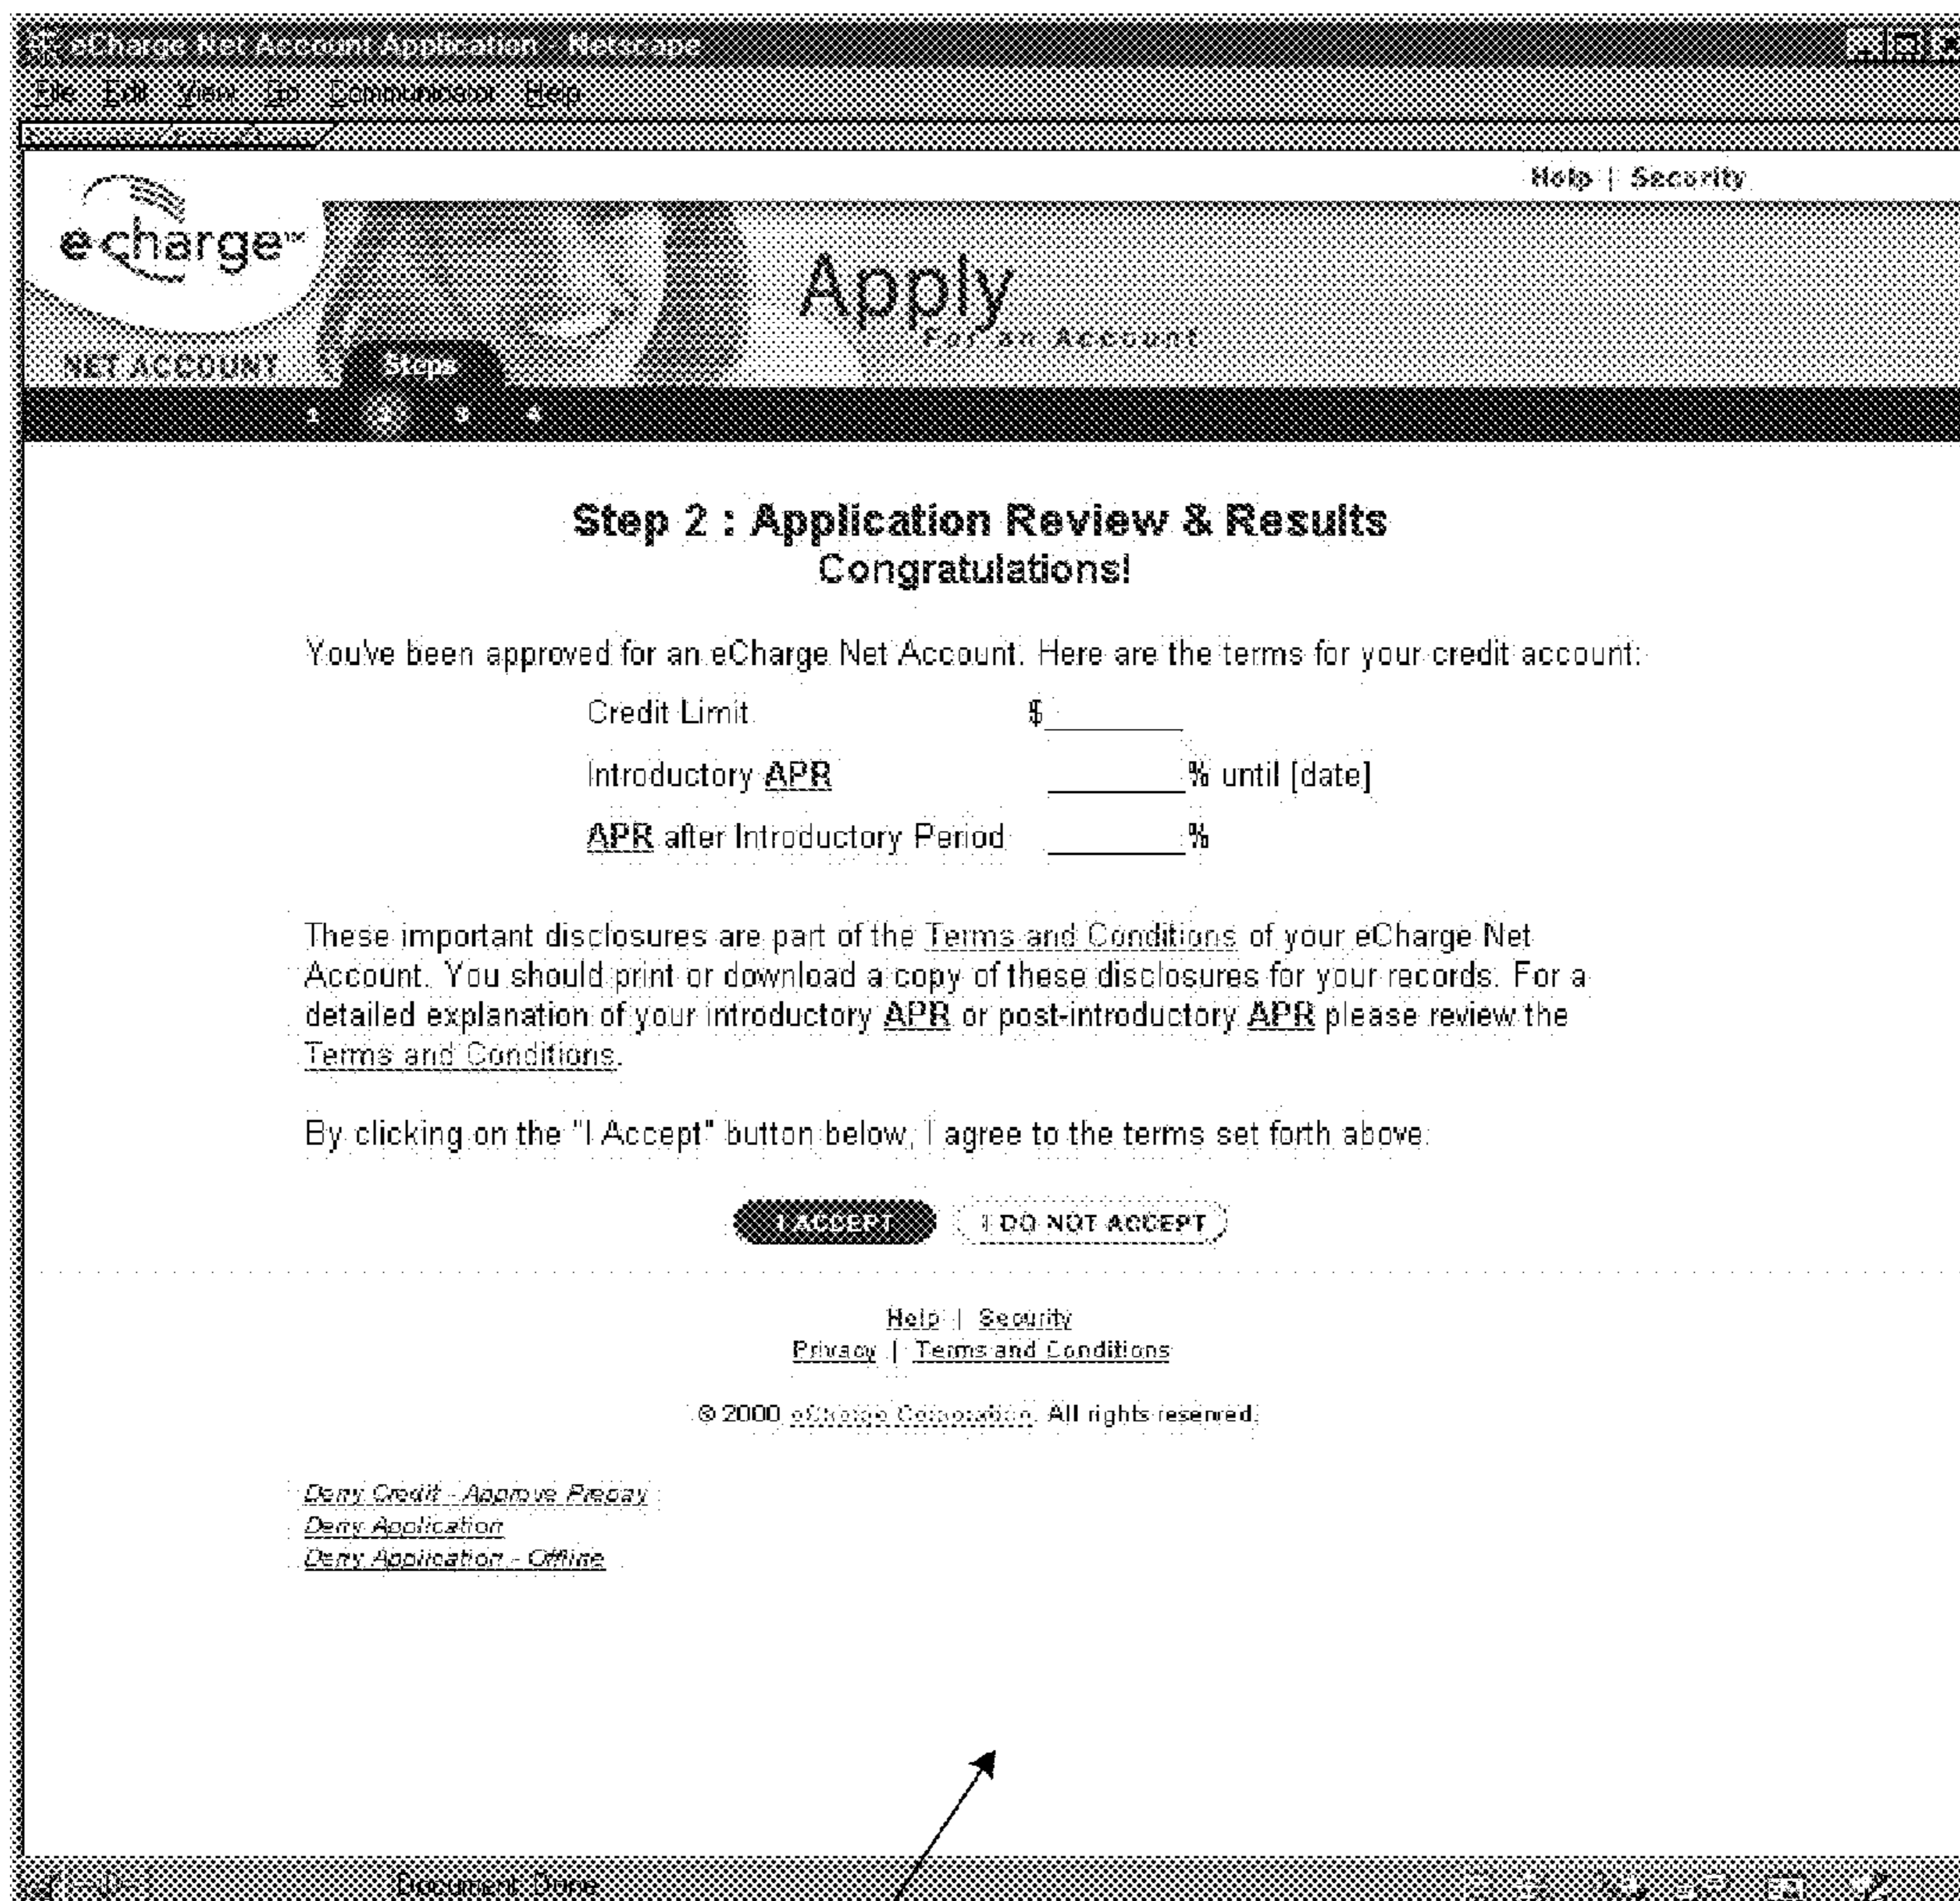 eCharge Net Account Application - Netscape
File Edit View Go Communicator Help
Help | Security
echarge™
Apply
For an Account
NET ACCOUNT
Steps
1 2 3 4
Step 2 : Application Review & Results
Congratulations!
You've been approved for an eCharge Net Account. Here are the terms for your credit account:
Credit Limit $
Introductory APR % until [date]
APR after Introductory Period %
These important disclosures are part of the Terms and Conditions of your eCharge Net
Account. You should print or download a copy of these disclosures for your records. For a
detailed explanation of your introductory APR or post-introductory APR please review the
Terms and Conditions.
By clicking on the "I Accept" button below, I agree to the terms set forth above.
I ACCEPT I DO NOT ACCEPT
Help | Security
Privacy | Terms and Conditions
© 2000 eCharge Corporation. All rights reserved.
Deny Credit - Approve Prepay
Deny Application
Deny Application - Offline
Document: Done